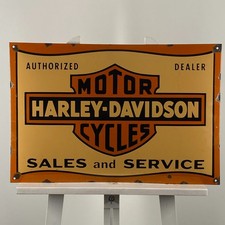 AUTHORIZED DEALER
MOTOR
HARLEY-DAVIDSON
CYCLES
SALES and SERVICE